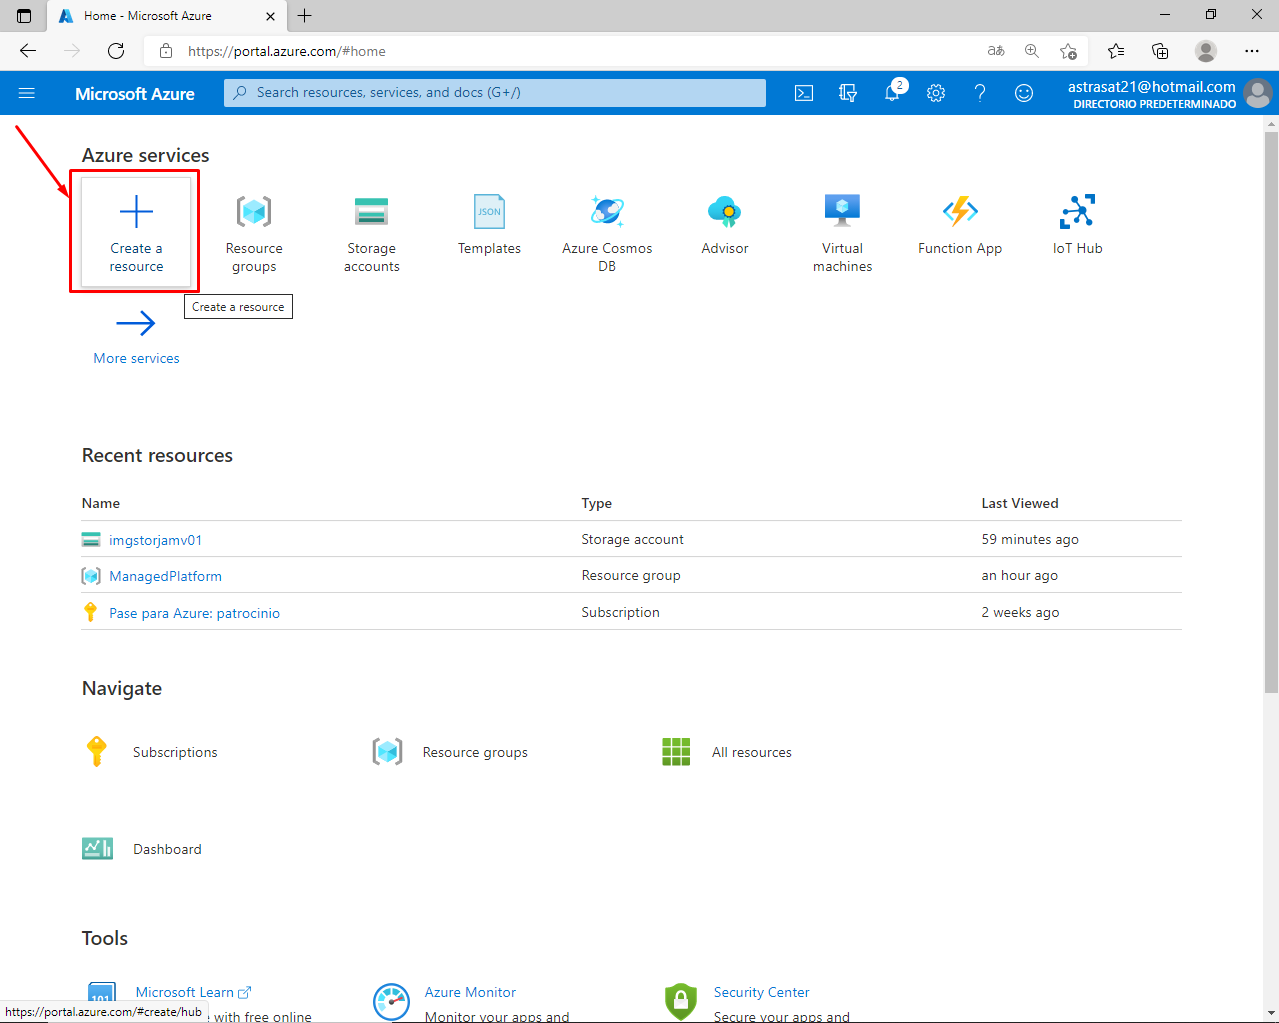 Home - Microsoft Azure
https://portal.azure.com/#home
Microsoft Azure
Search resources, services, and docs (G+/)
2
astrasat21@hotmail.com
DIRECTORIO PREDETERMINADO
Azure services
Create a resource
Resource groups
Storage accounts
JSON
Templates
Azure Cosmos DB
Advisor
Virtual machines
Function App
IoT Hub
Create a resource
More services
Recent resources
Name Type Last Viewed
imgstorjamv01 Storage account 59 minutes ago
ManagedPlatform Resource group an hour ago
Pase para Azure: patrocinio Subscription 2 weeks ago
Navigate
Subscriptions
Resource groups
All resources
Dashboard
Tools
101
Microsoft Learn
with free online
Azure Monitor
Monitor your apps and
Security Center
Secure your apps and
https://portal.azure.com/#create/hub